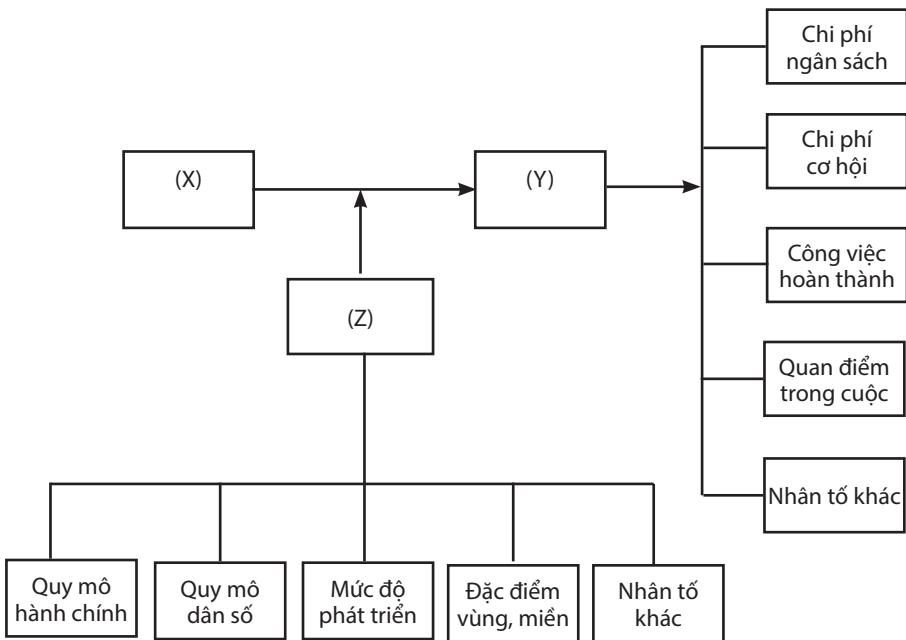 Chi phí
ngân sách
Chi phí
cơ hội
(X)
(Y)
Công việc
hoàn thành
(Z)
Quan điểm
trong cuộc
Nhân tố khác
Quy mô
hành chính
Quy mô
dân số
Mức độ
phát triển
Đặc điểm
vùng, miền
Nhân tố
khác